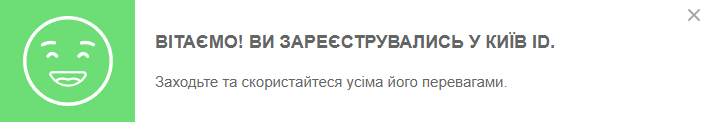 ВІТАЄМО! ВИ ЗАРЕЄСТРУВАЛИСЬ У КИЇВ ID.
Заходьте та скористайтеся усіма його перевагами.